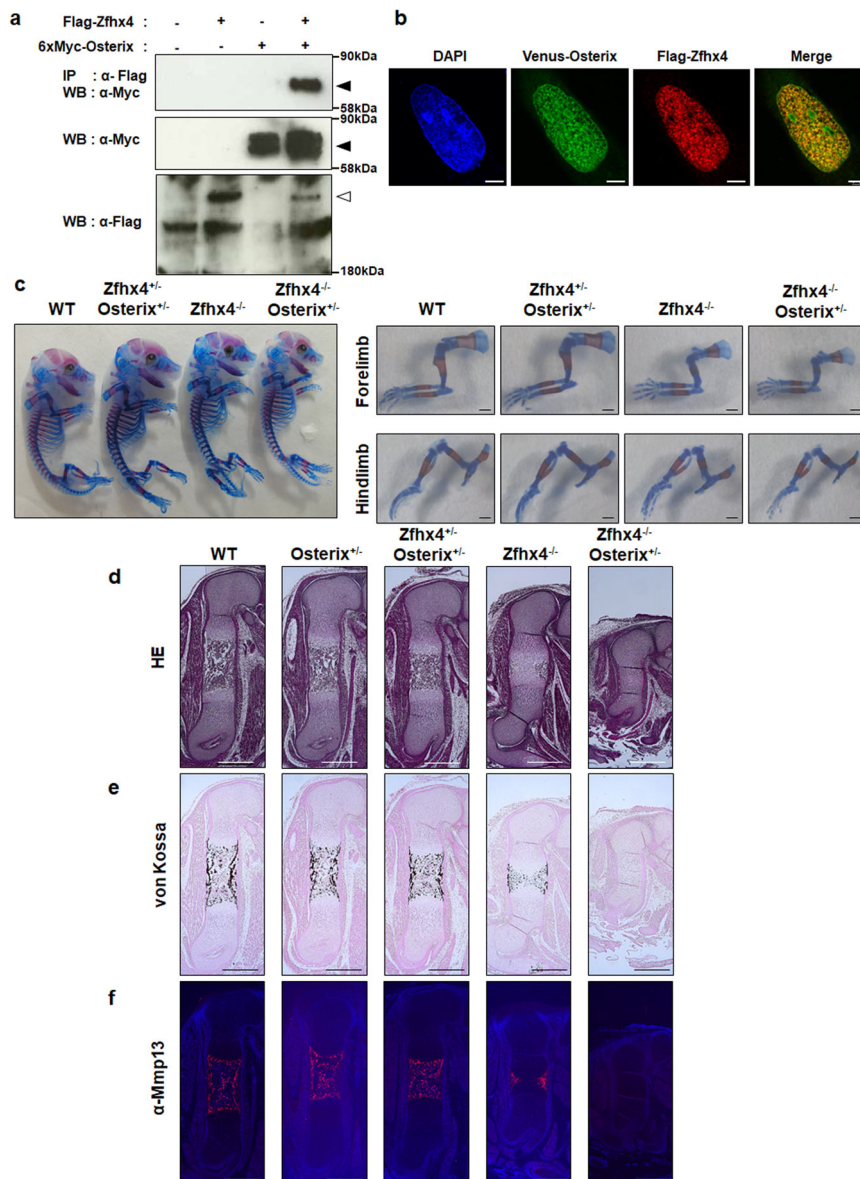 a
Flag-Zfhx4 : - + - +
6xMyc-Osterix : - - + +
90kDa
IP : α- Flag
WB : α-Myc
58kDa
90kDa
WB : α-Myc
58kDa
WB : α-Flag
180kDa
b
DAPI Venus-Osterix Flag-Zfhx4 Merge
c
WT Zfhx4+/- Osterix+/- Zfhx4-/- Zfhx4-/- Osterix+/-
WT Zfhx4+/- Osterix+/- Zfhx4-/- Zfhx4-/- Osterix+/-
Forelimb
Hindlimb
WT Osterix+/- Zfhx4+/- Osterix+/- Zfhx4-/- Zfhx4-/- Osterix+/-
d
HE
e
von Kossa
f
α-Mmp13